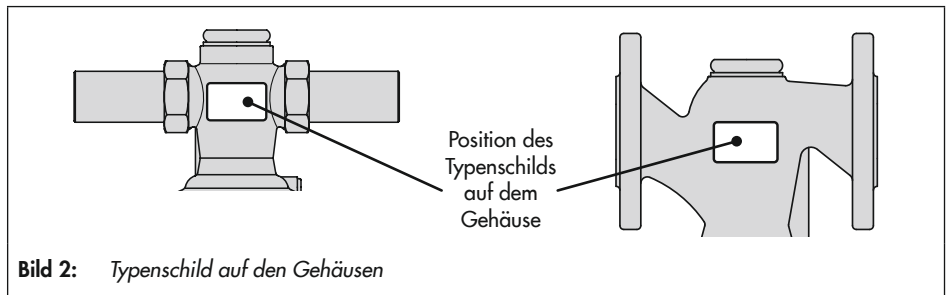 Position des
Typenschilds
auf dem
Gehäuse
Bild 2: Typenschild auf den Gehäusen